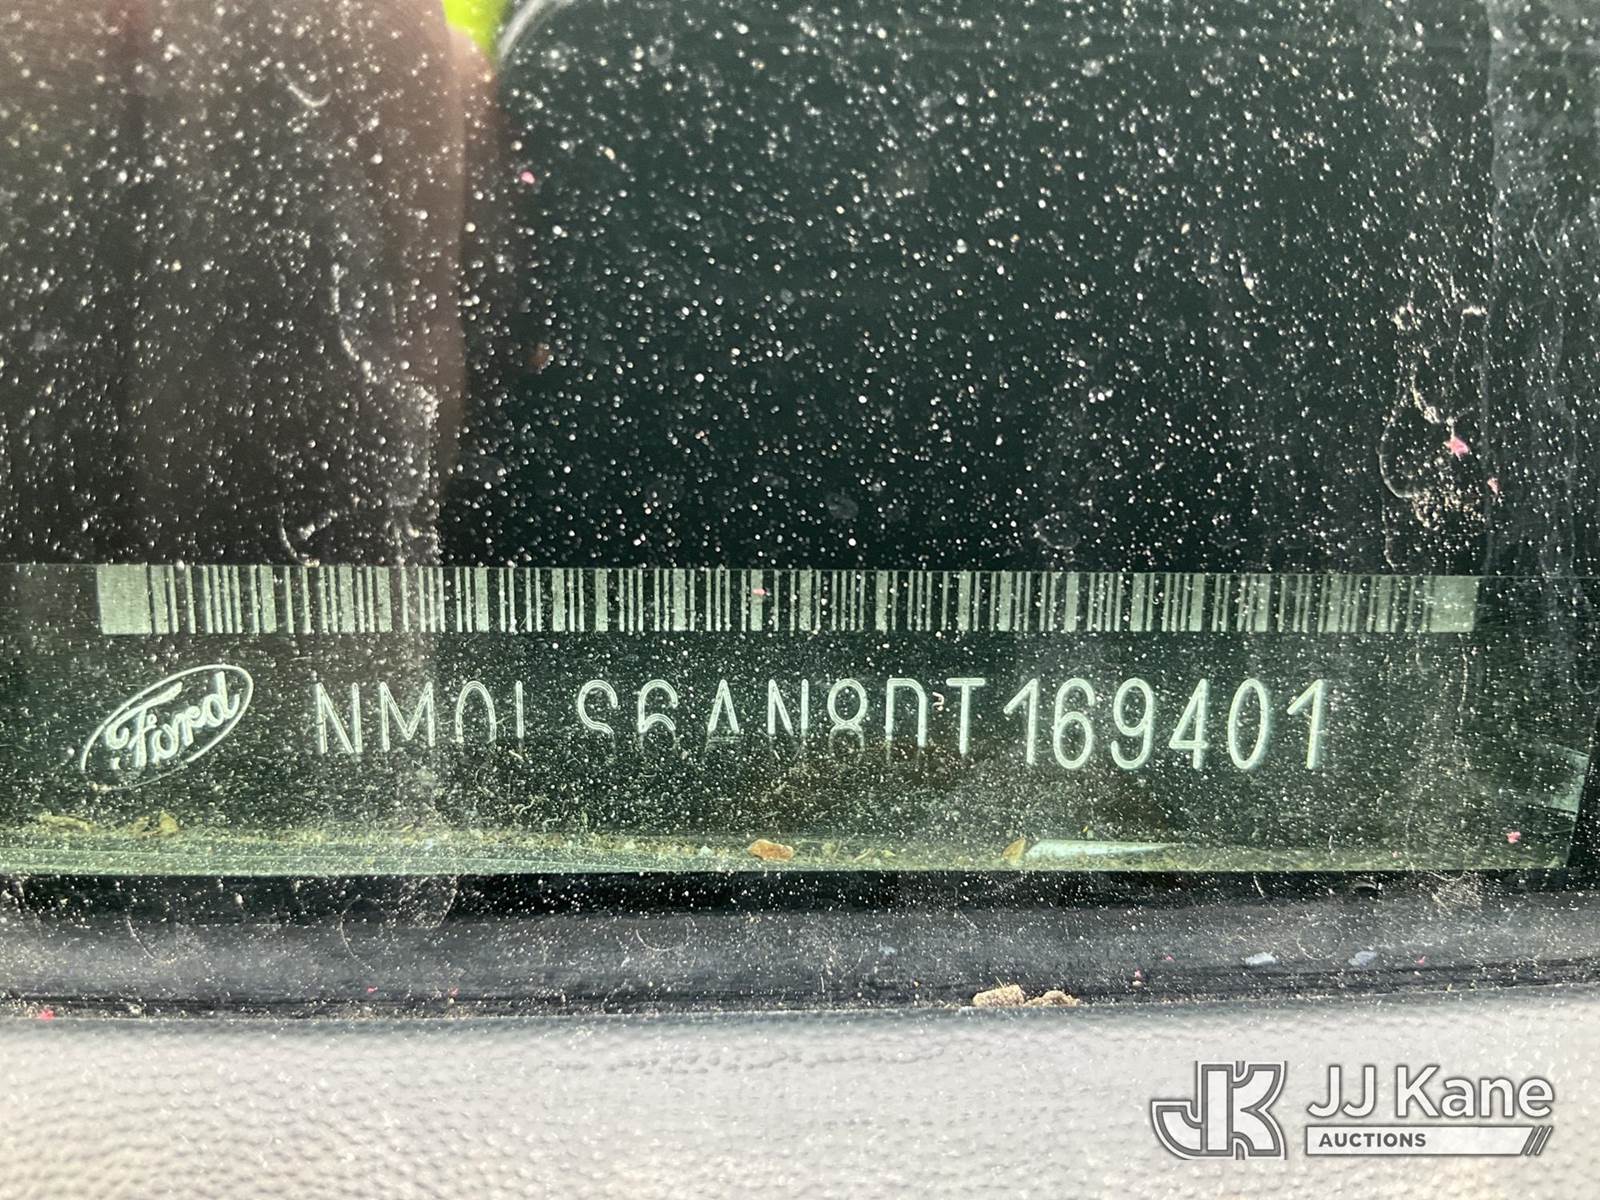 Ford NM0LS6AN8DT169401
JJ Kane
AUCTIONS